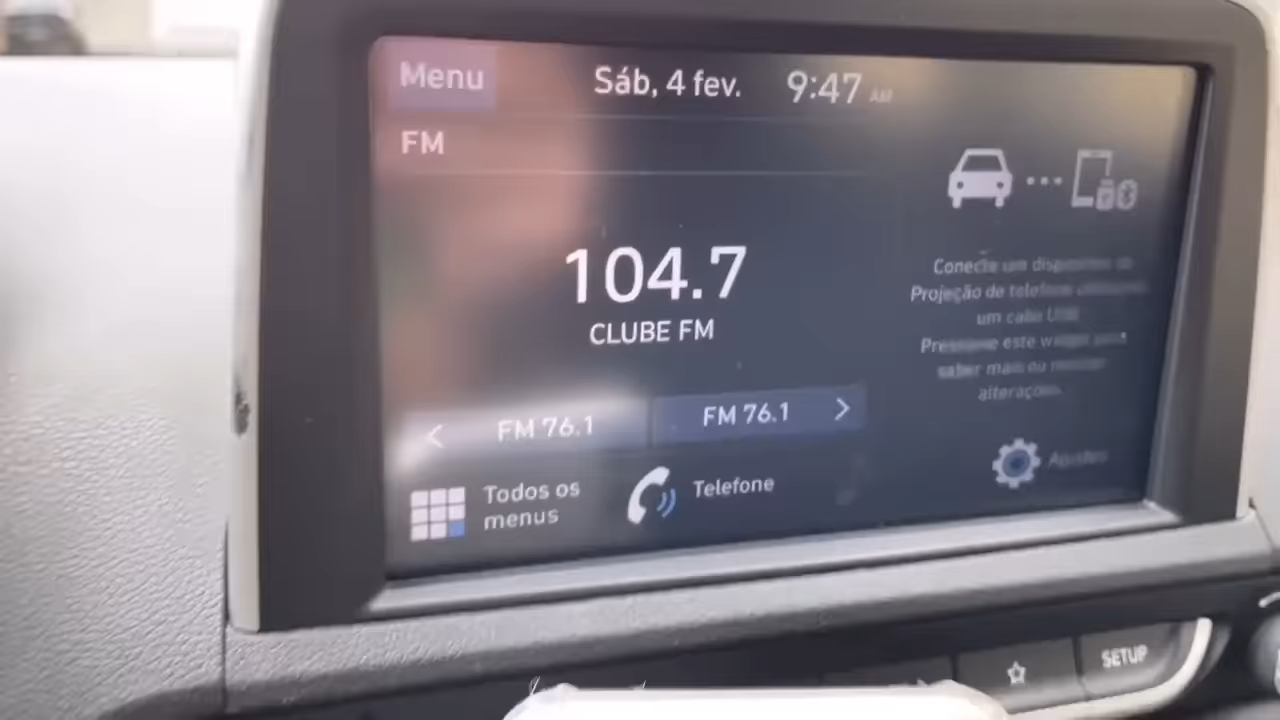 Menu
Sáb, 4 fev.
9:47 AM
FM
104.7
CLUBE FM
FM 76.1
FM 76.1
Conecte um dispositivo de
Projeção de telefone
um cabo USB
Pressione este widget para
saber mais ou mostrar
alterações.
Todos os
menus
Telefone
Ajustes
SETUP